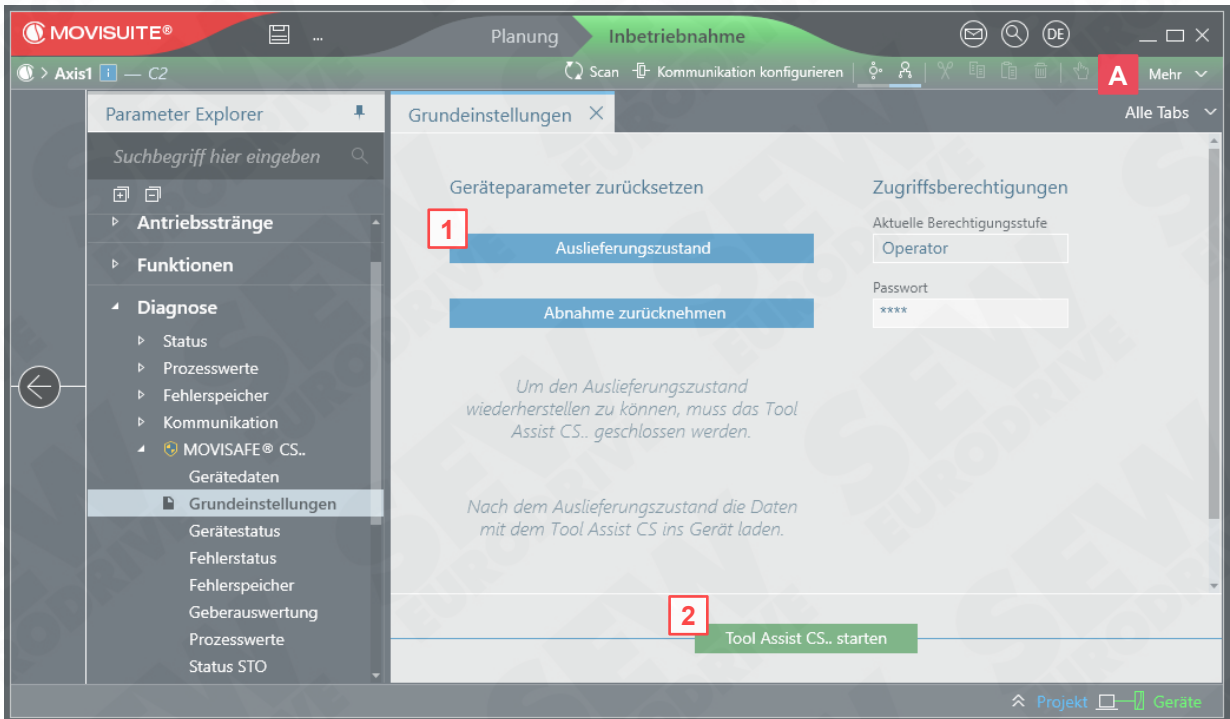 MOVISUITE®
...
Planung
Inbetriebnahme
DE
> Axis1 i — C2
Scan
Kommunikation konfigurieren
A
Mehr
Parameter Explorer
Grundeinstellungen
Alle Tabs
Suchbegriff hier eingeben
Antriebsstränge
Funktionen
Diagnose
Status
Prozesswerte
Fehlerspeicher
Kommunikation
MOVISAFE® CS..
Gerätedaten
Grundeinstellungen
Gerätestatus
Fehlerstatus
Fehlerspeicher
Geberauswertung
Prozesswerte
Status STO
Geräteparameter zurücksetzen
1
Auslieferungszustand
Abnahme zurücknehmen
Um den Auslieferungszustand
wiederherstellen zu können, muss das Tool
Assist CS.. geschlossen werden.
Nach dem Auslieferungszustand die Daten
mit dem Tool Assist CS ins Gerät laden.
Zugriffsberechtigungen
Aktuelle Berechtigungsstufe
Operator
Passwort
****
2
Tool Assist CS.. starten
Projekt
Geräte
SEW
EURODRIVE